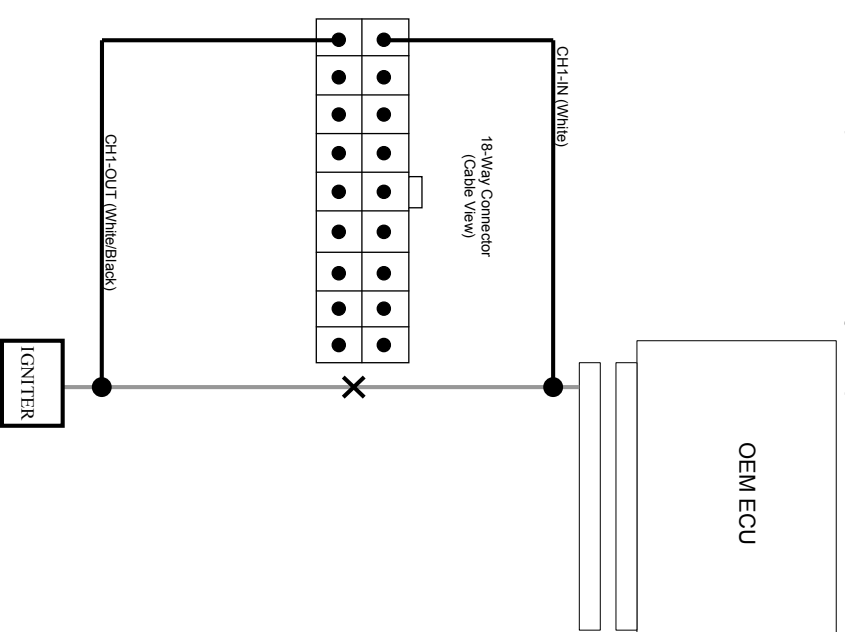 CH1-IN (White)
18-Way Connector
(Cable View)
CH1-OUT (White/Black)
IGNITER
OEM ECU